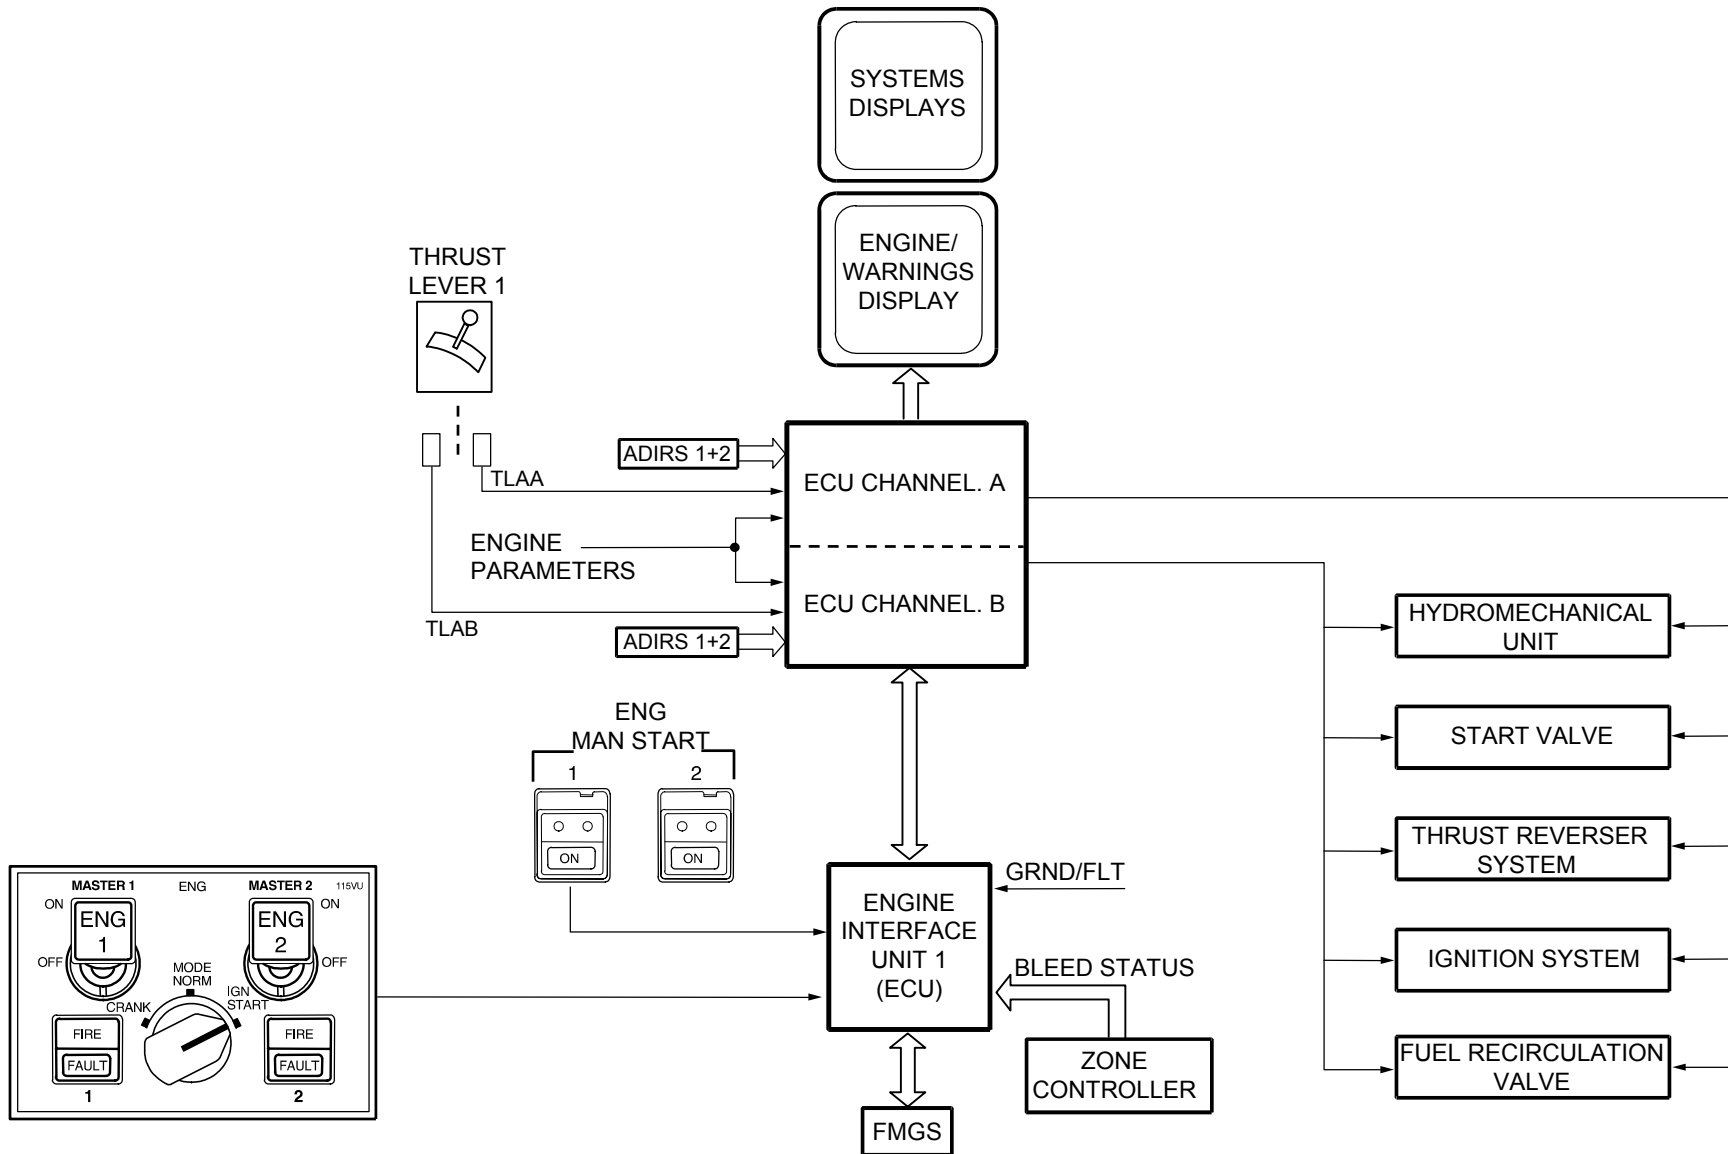 SYSTEMS
DISPLAYS
ENGINE/
WARNINGS
DISPLAY
THRUST
LEVER 1
ADIRS 1+2
TLAA
ECU CHANNEL. A
ENGINE
PARAMETERS
ECU CHANNEL. B
TLAB
ADIRS 1+2
HYDROMECHANICAL
UNIT
START VALVE
THRUST REVERSER
SYSTEM
IGNITION SYSTEM
FUEL RECIRCULATION
VALVE
ENG
MAN START
1 2
ON ON
GRND/FLT
ENGINE
INTERFACE
UNIT 1
(ECU)
BLEED STATUS
ZONE
CONTROLLER
FMGS
MASTER 1 ENG MASTER 2 115VU
ON ENG 1 ENG 2 ON
OFF OFF
MODE
NORM
CRANK IGN
START
FIRE FIRE
FAULT FAULT
1 2